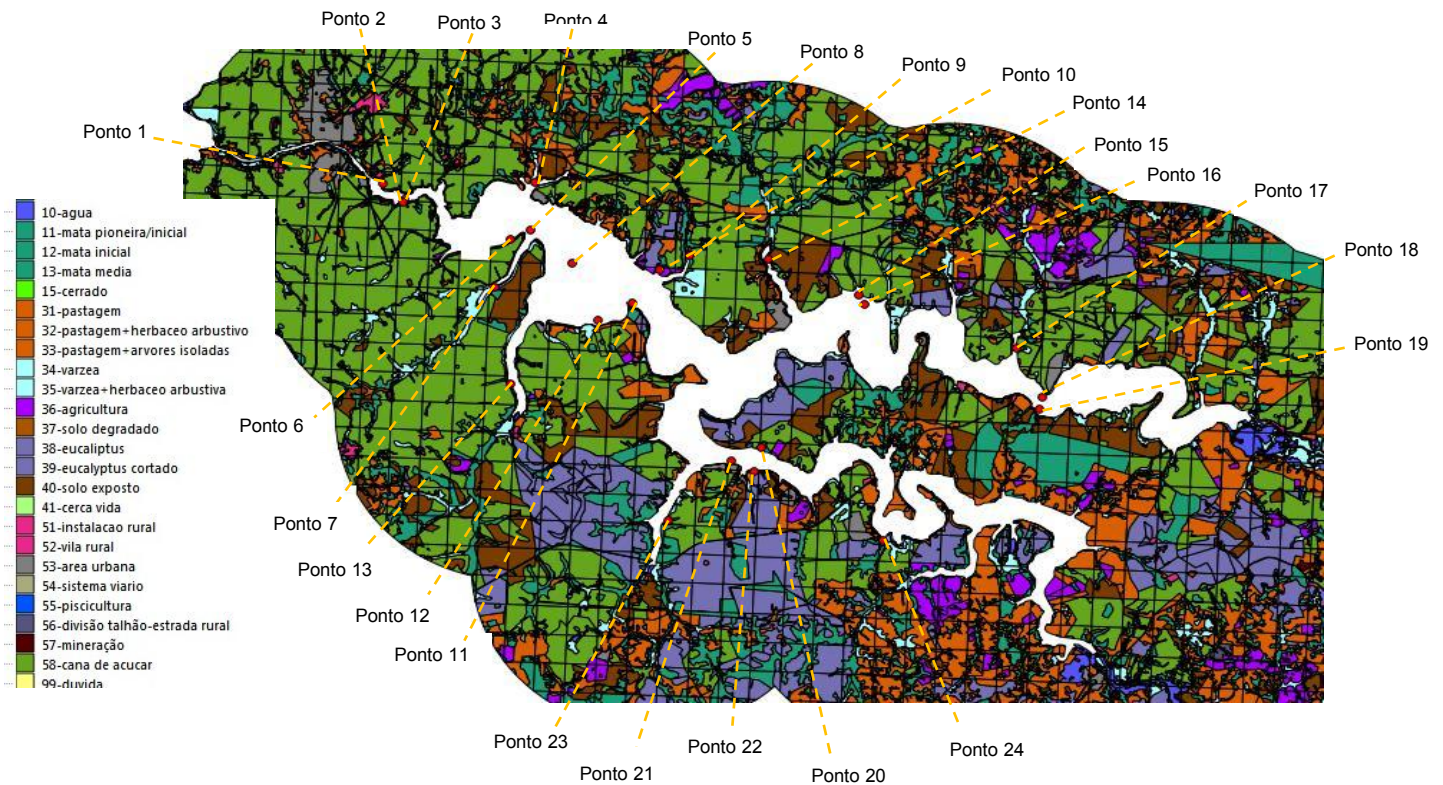 Ponto 2
Ponto 3
Ponto 4
Ponto 5
Ponto 8
Ponto 9
Ponto 10
Ponto 14
Ponto 15
Ponto 16
Ponto 17
Ponto 18
Ponto 19
Ponto 1
10-agua
11-mata pioneira/inicial
12-mata inicial
13-mata media
15-cerrado
31-pastagem
32-pastagem+herbaceo arbustivo
33-pastagem+arvores isoladas
34-varzea
35-varzea+herbaceo arbustiva
36-agricultura
37-solo degradado
38-eucaliptus
39-eucalyptus cortado
40-solo exposto
41-cerca vida
51-instalacao rural
52-vila rural
53-area urbana
54-sistema viario
55-piscicultura
56-divisão talhão-estrada rural
57-mineração
58-cana de acucar
99-duvida
Ponto 6
Ponto 7
Ponto 13
Ponto 12
Ponto 11
Ponto 23
Ponto 21
Ponto 22
Ponto 20
Ponto 24